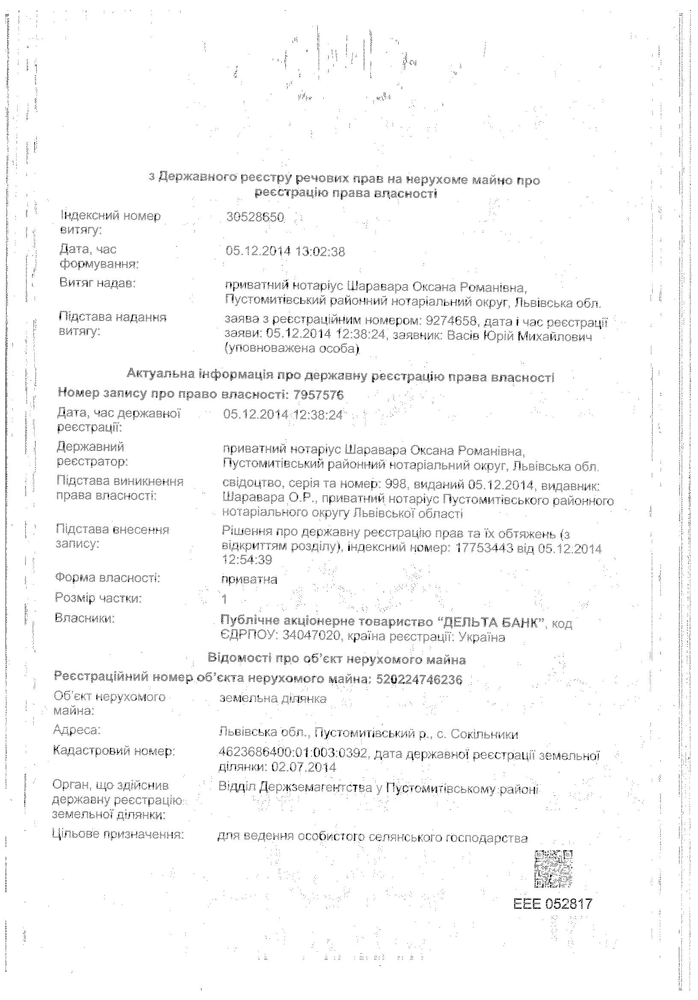 з Державного реєстру речових прав на нерухоме майно про
реєстрацію права власності
Індексний номер
витягу:
30528650
Дата, час
формування:
05.12.2014 13:02:38
Витяг надав:
приватний нотаріус Шаравара Оксана Романівна,
Пустомитівський районний нотаріальний округ, Львівська обл.
Підстава надання
витягу:
заява з реєстраційним номером: 9274658, дата і час реєстрації
заяви: 05.12.2014 12:38:24, заявник: Васів Юрій Михайлович
(уповноважена особа)
Актуальна інформація про державну реєстрацію права власності
Номер запису про право власності: 7957576
Дата, час державної
реєстрації:
05.12.2014 12:38:24
Державний
реєстратор:
приватний нотаріус Шаравара Оксана Романівна,
Пустомитівський районний нотаріальний округ, Львівська обл.
Підстава виникнення
права власності:
свідоцтво, серія та номер: 998, виданий 05.12.2014, видавник:
Шаравара О.Р., приватний нотаріус Пустомитівського районного
нотаріального округу Львівської області
Підстава внесення
запису:
Рішення про державну реєстрацію прав та їх обтяжень (з
відкриттям розділу), індексний номер: 17753443 від 05.12.2014
12:54:39
Форма власності:
приватна
Розмір частки:
1
Власники:
Публічне акціонерне товариство “ДЕЛЬТА БАНК”, код
ЄДРПОУ: 34047020, країна реєстрації: Україна
Відомості про об’єкт нерухомого майна
Реєстраційний номер об’єкта нерухомого майна: 520224746236
Об’єкт нерухомого
майна:
земельна ділянка
Адреса:
Львівська обл., Пустомитівський р., с. Сокільники
Кадастровий номер:
4623686400:01:003:0392, дата державної реєстрації земельної
ділянки: 02.07.2014
Орган, що здійснив
державну реєстрацію
земельної ділянки:
Відділ Держземагентства у Пустомитівському районі
Цільове призначення:
для ведення особистого селянського господарства
ЕЕЕ 052817